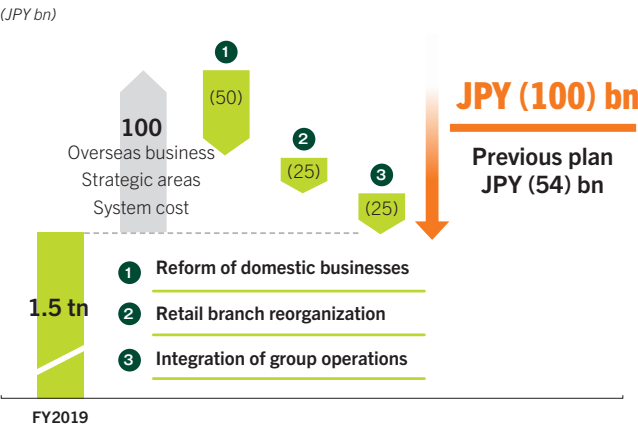 (JPY bn)
1
(50)
100
Overseas business
Strategic areas
System cost
2
(25)
3
(25)
JPY (100) bn
Previous plan
JPY (54) bn
1.5 tn
1 Reform of domestic businesses
2 Retail branch reorganization
3 Integration of group operations
FY2019